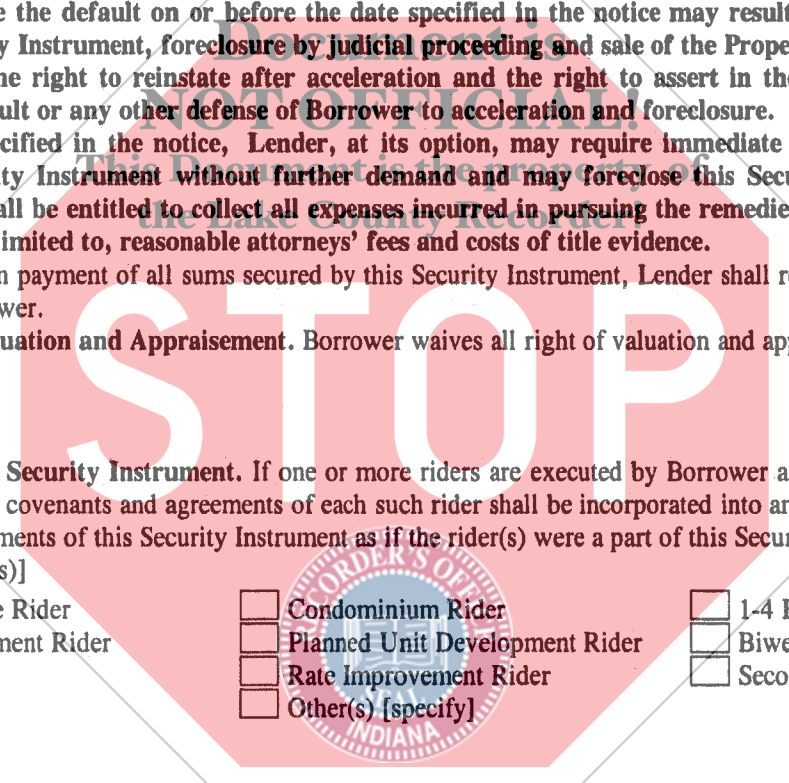 e the default on or before the date specified in the notice may result
y Instrument, foreclosure by judicial proceeding and sale of the Prope
ne right to reinstate after acceleration and the right to assert in the
ult or any other defense of Borrower to acceleration and foreclosure.
cified in the notice, Lender, at its option, may require immediate
ty Instrument without further demand and may foreclose this Secu
all be entitled to collect all expenses incurred in pursuing the remedie
limited to, reasonable attorneys' fees and costs of title evidence.
n payment of all sums secured by this Security Instrument, Lender shall r
wer.
uation and Appraisement. Borrower waives all right of valuation and app
Security Instrument. If one or more riders are executed by Borrower a
covenants and agreements of each such rider shall be incorporated into an
ments of this Security Instrument as if the rider(s) were a part of this Secu
s)]
e Rider Condominium Rider 1-4 F
ment Rider Planned Unit Development Rider Biwe
Rate Improvement Rider Seco
Other(s) [specify]
Document is
NOT OFFICIAL!
This Document is the property of
the Lake County Recorder!
STOP
RECORDER'S OFFICE
SEAL
INDIANA